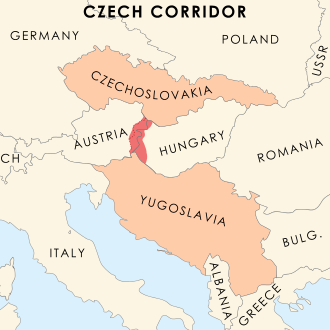 CZECH CORRIDOR
GERMANY
POLAND
USSR
CZECHOSLOVAKIA
AUSTRIA
HUNGARY
CH
ROMANIA
YUGOSLAVIA
BULG.
ITALY
ALBANIA
GREECE